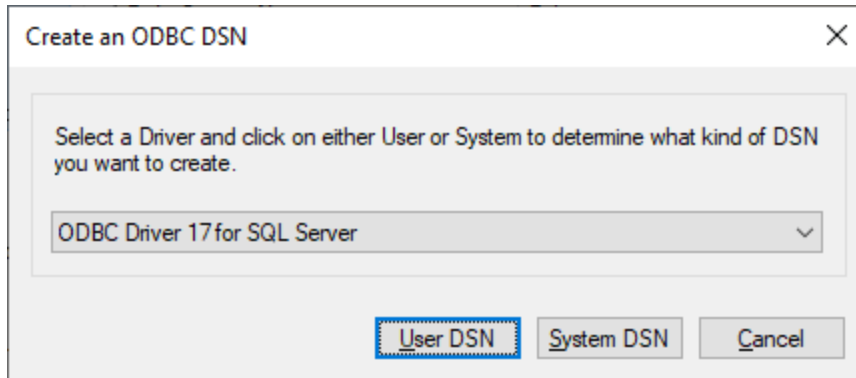 Create an ODBC DSN
Select a Driver and click on either User or System to determine what kind of DSN
you want to create.
ODBC Driver 17 for SQL Server
User DSN
System DSN
Cancel